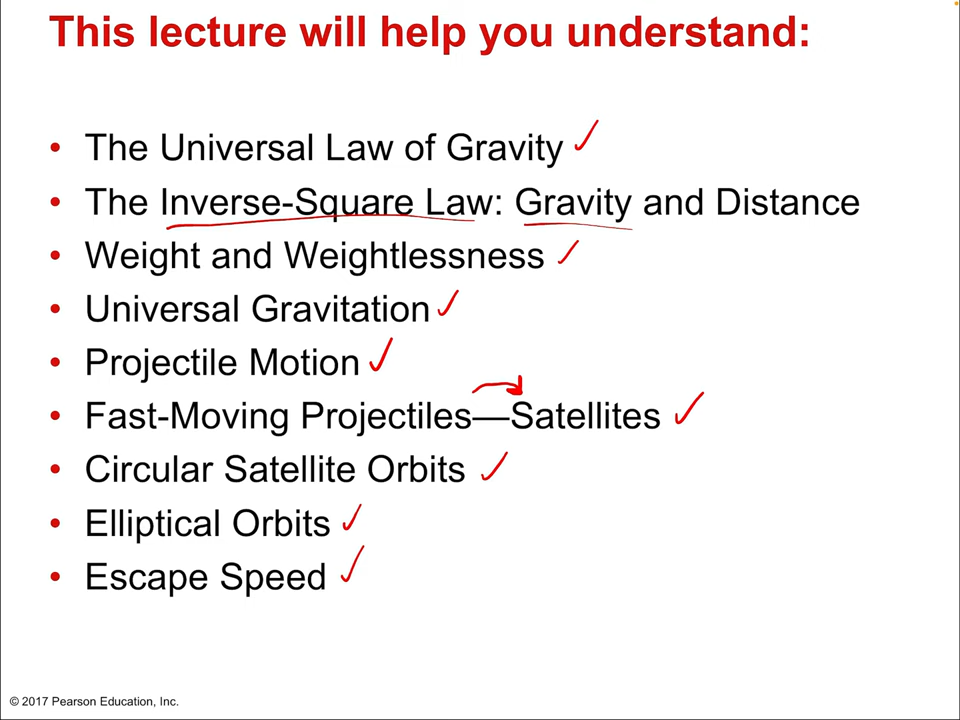 This lecture will help you understand:
• The Universal Law of Gravity
• The Inverse-Square Law: Gravity and Distance
• Weight and Weightlessness
• Universal Gravitation
• Projectile Motion
• Fast-Moving Projectiles—Satellites
• Circular Satellite Orbits
• Elliptical Orbits
• Escape Speed
© 2017 Pearson Education, Inc.